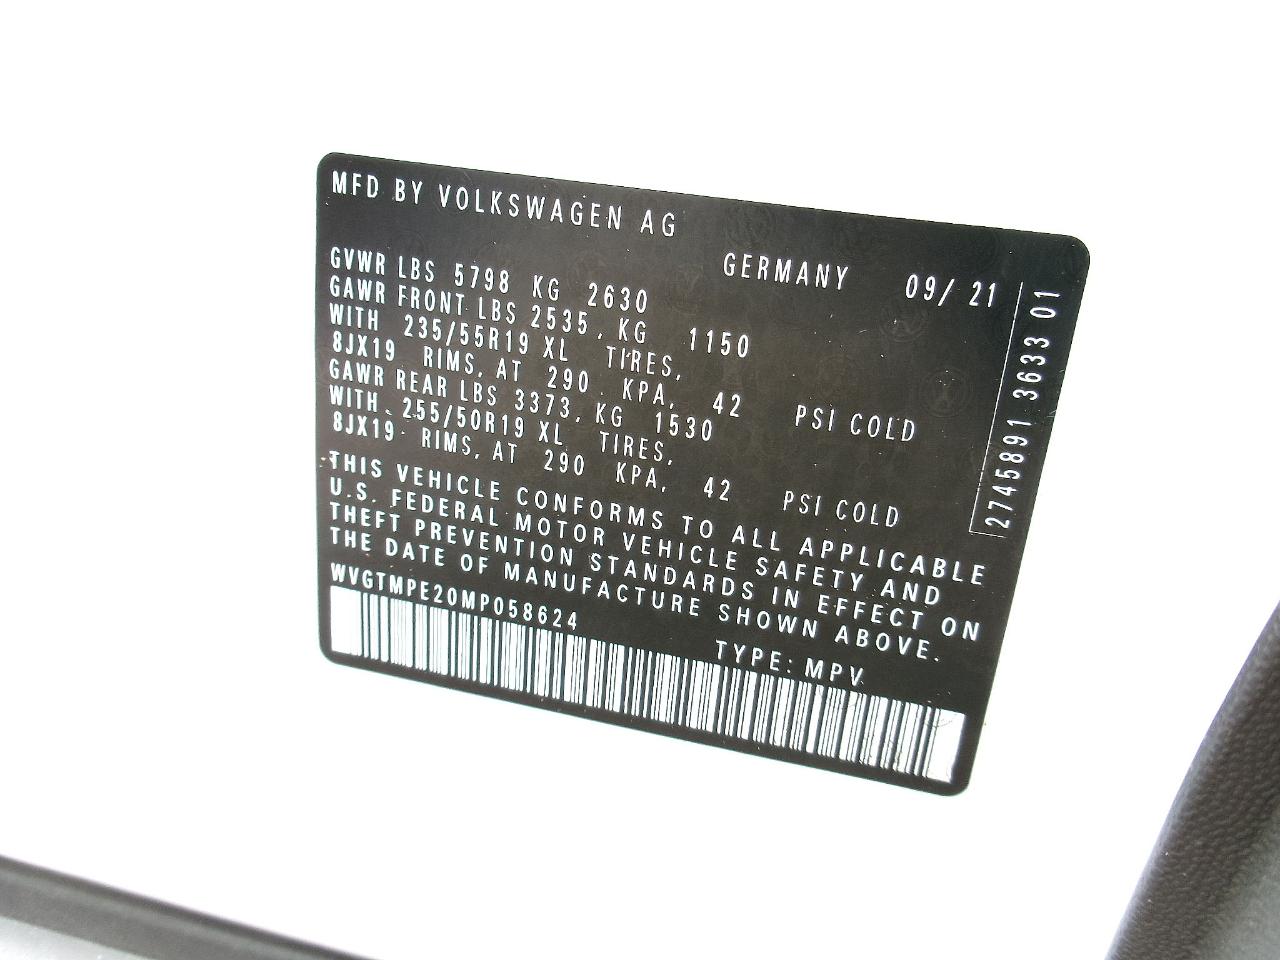 MFD BY VOLKSWAGEN AG
GERMANY 09/ 21
GVWR LBS 5798 KG 2630
GAWR FRONT LBS 2535, KG 1150
WITH 235/55R19 XL TIRES,
8JX19 RIMS, AT 290 KPA, 42 PSI COLD
GAWR REAR LBS 3373, KG 1530
WITH 255/50R19 XL TIRES,
8JX19 RIMS, AT 290 KPA, 42 PSI COLD
THIS VEHICLE CONFORMS TO ALL APPLICABLE
U.S. FEDERAL MOTOR VEHICLE SAFETY AND
THEFT PREVENTION STANDARDS IN EFFECT ON
THE DATE OF MANUFACTURE SHOWN ABOVE.
WVGTMPE20MP058624
TYPE: MPV
2745891 3633 01